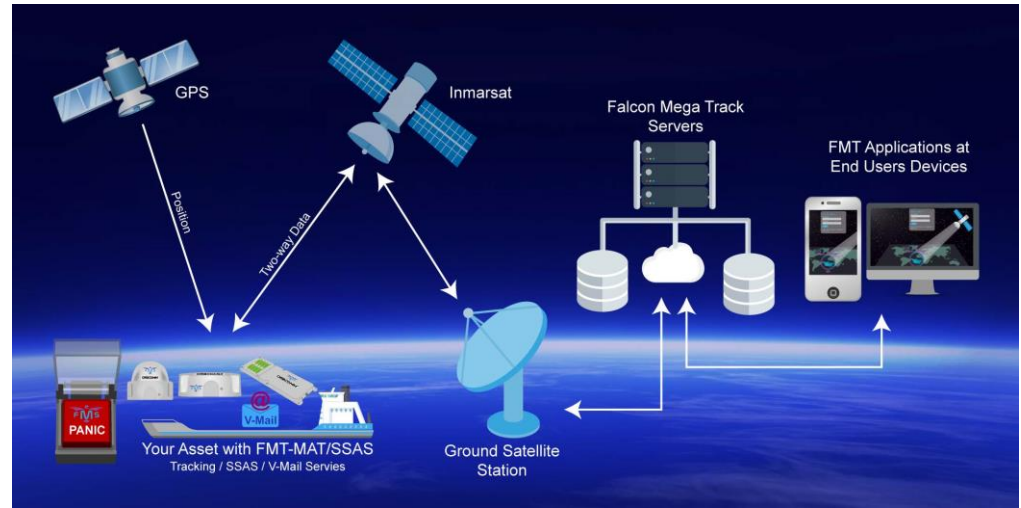 GPS
Inmarsat
Falcon Mega Track
Servers
FMT Applications at
End Users Devices
Position
Two-way Data
FMS
PANIC
@
V-Mail
Your Asset with FMT-MAT/SSAS
Tracking / SSAS / V-Mail Servies
Ground Satellite
Station